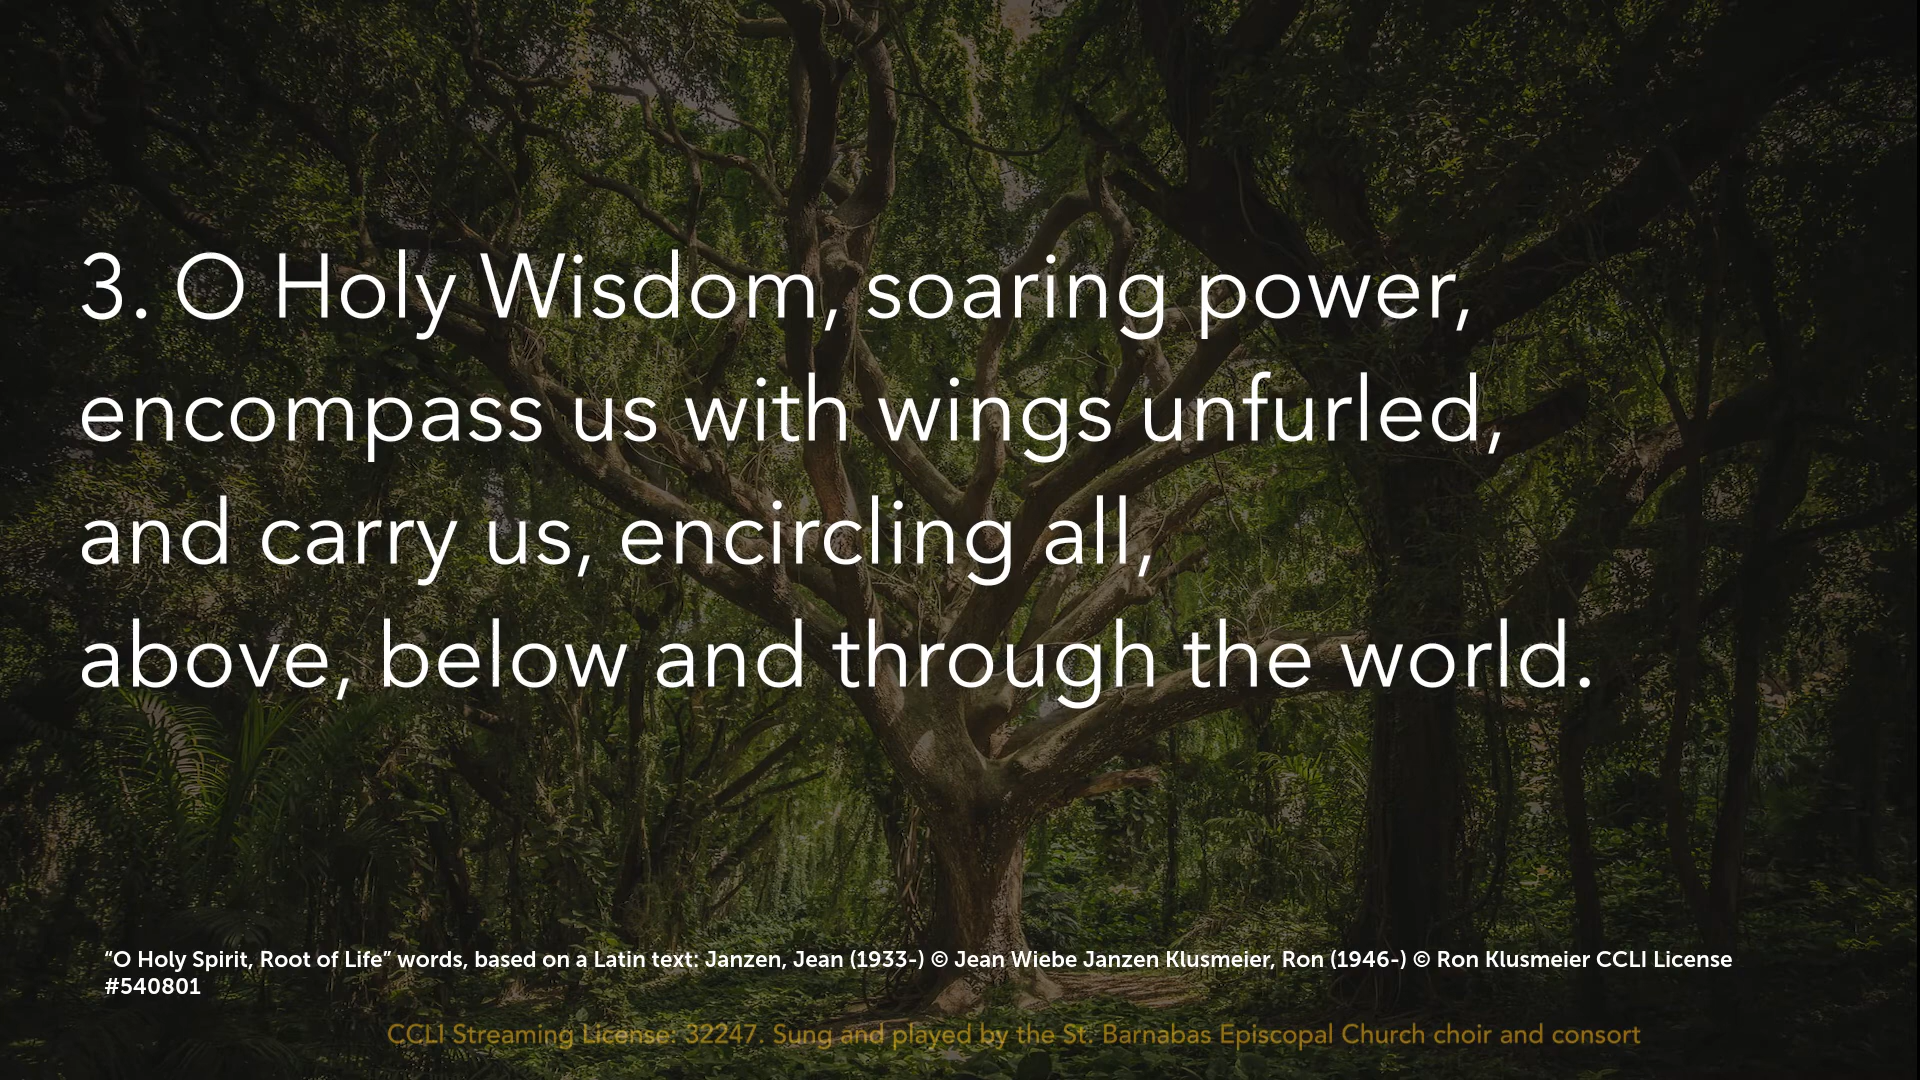 3. O Holy Wisdom, soaring power,
encompass us with wings unfurled,
and carry us, encircling all,
above, below and through the world.
“O Holy Spirit, Root of Life” words, based on a Latin text: Janzen, Jean (1933-) © Jean Wiebe Janzen Klusmeier, Ron (1946-) © Ron Klusmeier CCLI License
#540801
CCLI Streaming License: 32247. Sung and played by the St. Barnabas Episcopal Church choir and consort